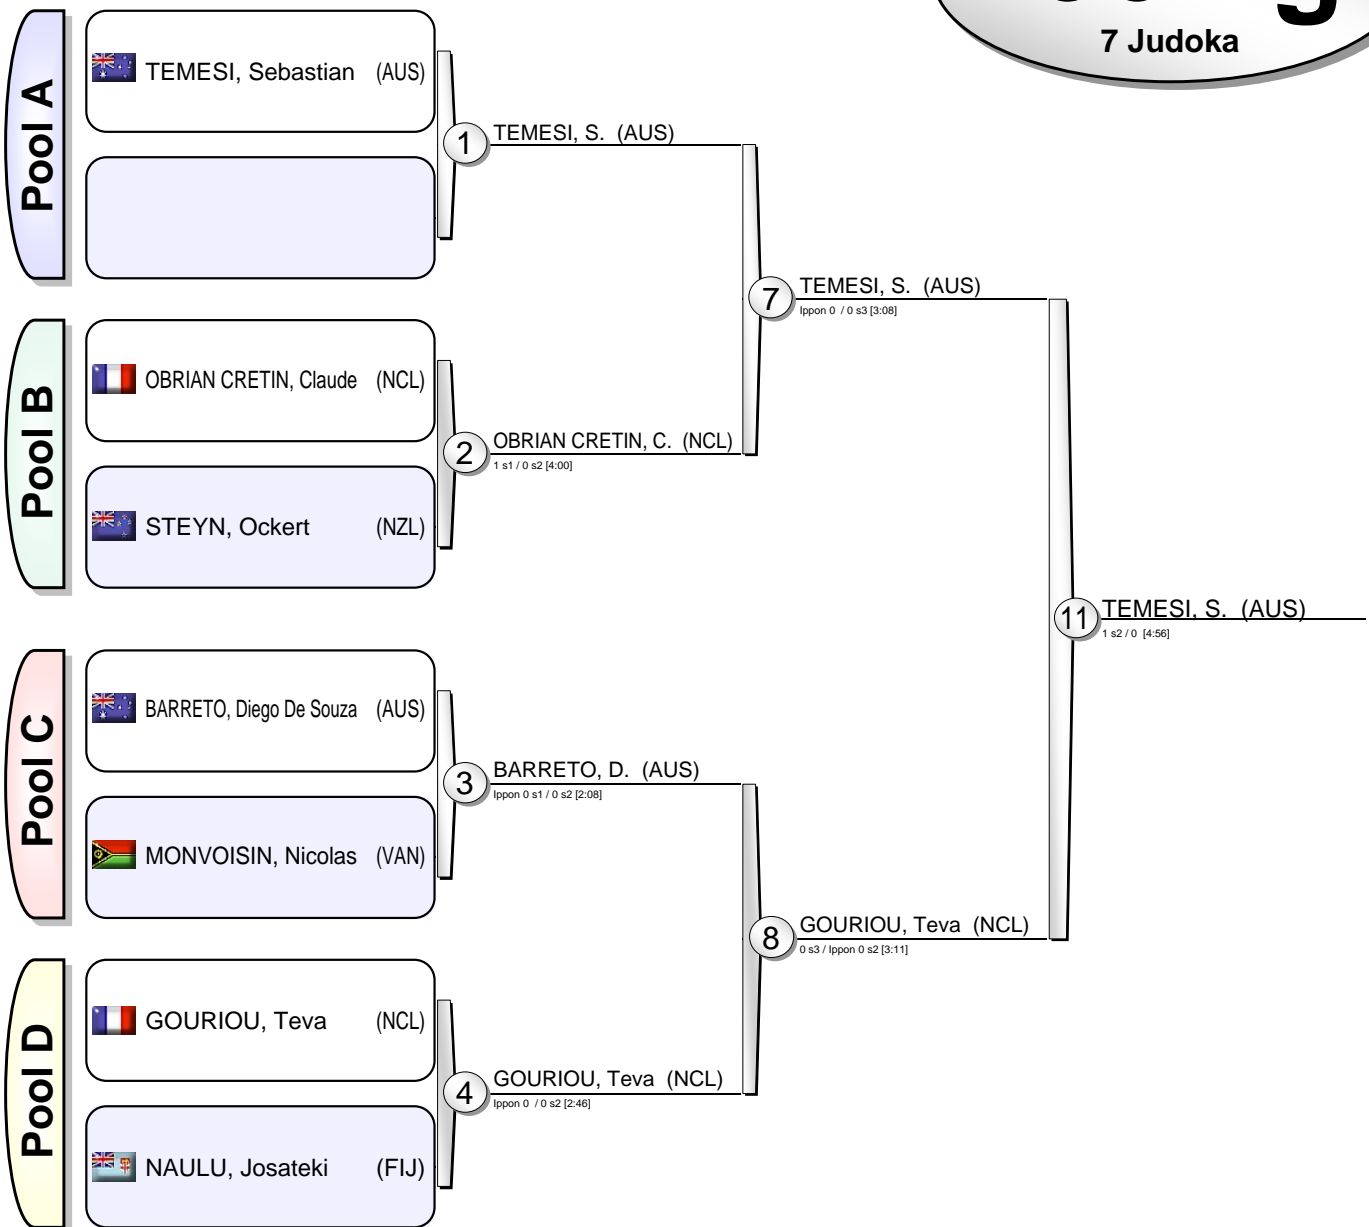 7 Judoka
Pool A
TEMESI, Sebastian (AUS)
1
TEMESI, S. (AUS)
7
TEMESI, S. (AUS)
Ippon 0 / 0 s3 [3:08]
Pool B
OBRIAN CRETIN, Claude (NCL)
2
OBRIAN CRETIN, C. (NCL)
1 s1 / 0 s2 [4:00]
STEYN, Ockert (NZL)
11
TEMESI, S. (AUS)
1 s2 / 0 [4:56]
Pool C
BARRETO, Diego De Souza (AUS)
3
BARRETO, D. (AUS)
Ippon 0 s1 / 0 s2 [2:08]
MONVOISIN, Nicolas (VAN)
8
GOURIOU, Teva (NCL)
0 s3 / Ippon 0 s2 [3:11]
Pool D
GOURIOU, Teva (NCL)
4
GOURIOU, Teva (NCL)
Ippon 0 / 0 s2 [2:46]
NAULU, Josateki (FIJ)